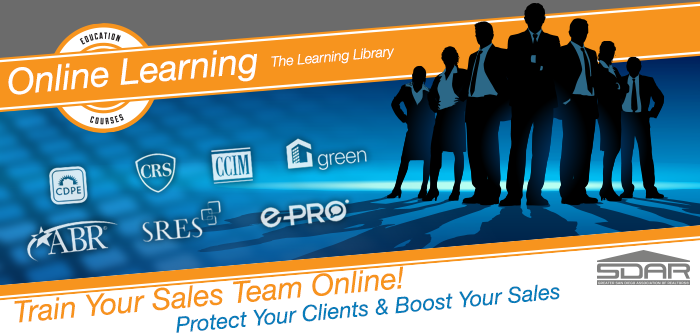 EDUCATION
Online Learning The Learning Library
COURSES
CDPE
CRS
CCIM
green
ABR
SRES
e-PRO
Train Your Sales Team Online!
Protect Your Clients & Boost Your Sales
SDAR
GREATER SAN DIEGO ASSOCIATION OF REALTORS